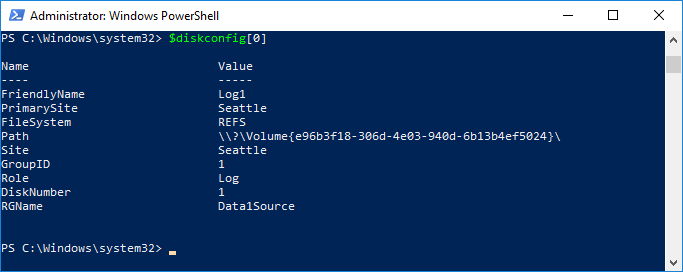 Administrator: Windows PowerShell
PS C:\Windows\system32> $diskconfig[0]
Name Value
---- -----
FriendlyName Log1
PrimarySite Seattle
FileSystem REFS
Path \\?\Volume{e96b3f18-306d-4e03-940d-6b13b4ef5024}\
Site Seattle
GroupID 1
Role Log
DiskNumber 1
RGName Data1Source
PS C:\Windows\system32> _